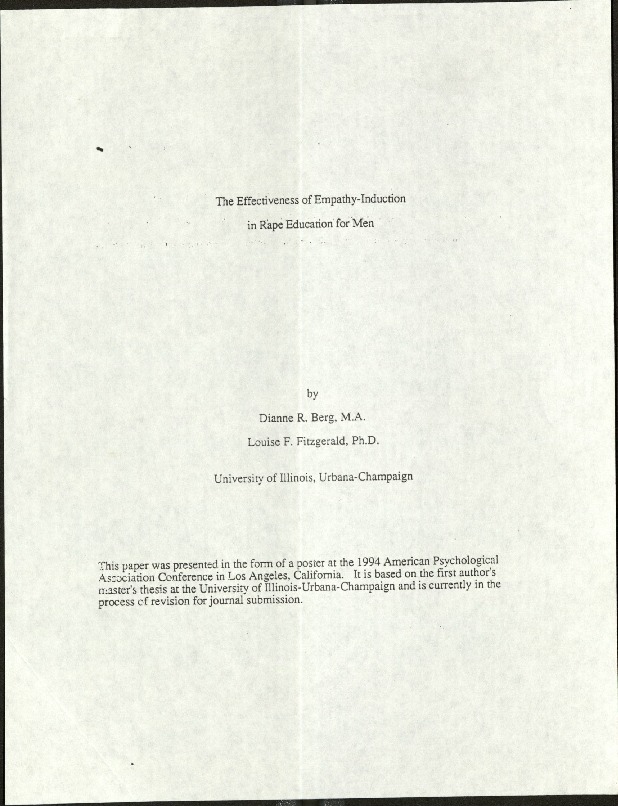 The Effectiveness of Empathy-Induction
in Rape Education for Men
by
Dianne R. Berg, M.A.
Louise F. Fitzgerald, Ph.D.
University of Illinois, Urbana-Champaign
This paper was presented in the form of a poster at the 1994 American Psychological
Association Conference in Los Angeles, California. It is based on the first author's
master's thesis at the University of Illinois-Urbana-Champaign and is currently in the
process of revision for journal submission.